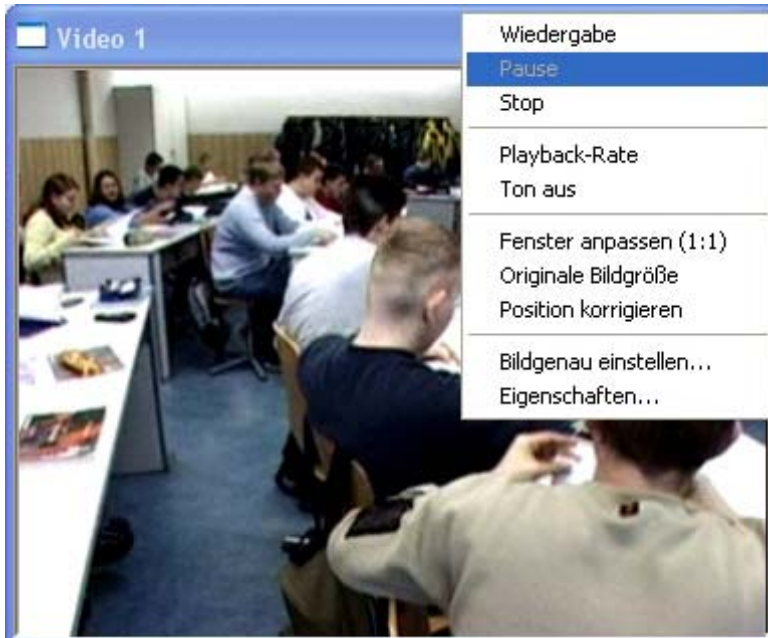 Video 1
Wiedergabe
Pause
Stop
Playback-Rate
Ton aus
Fenster anpassen (1:1)
Originale Bildgröße
Position korrigieren
Bildgenau einstellen...
Eigenschaften...